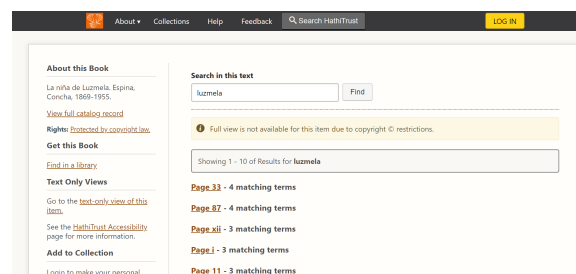 About ▾ Collections Help Feedback Search HathiTrust LOG IN
About this Book
La niña de Luzmela. Espina,
Concha, 1869-1955.
View full catalog record
Rights: Protected by copyright law.
Get this Book
Find in a library
Text Only Views
Go to the text-only view of this
item.
See the HathiTrust Accessibility
page for more information.
Add to Collection
Login to make your personal
Search in this text
luzmela Find
Full view is not available for this item due to copyright © restrictions.
Showing 1 - 10 of Results for luzmela
Page 33 - 4 matching terms
Page 87 - 4 matching terms
Page xii - 3 matching terms
Page i - 3 matching terms
Page 11 - 3 matching terms